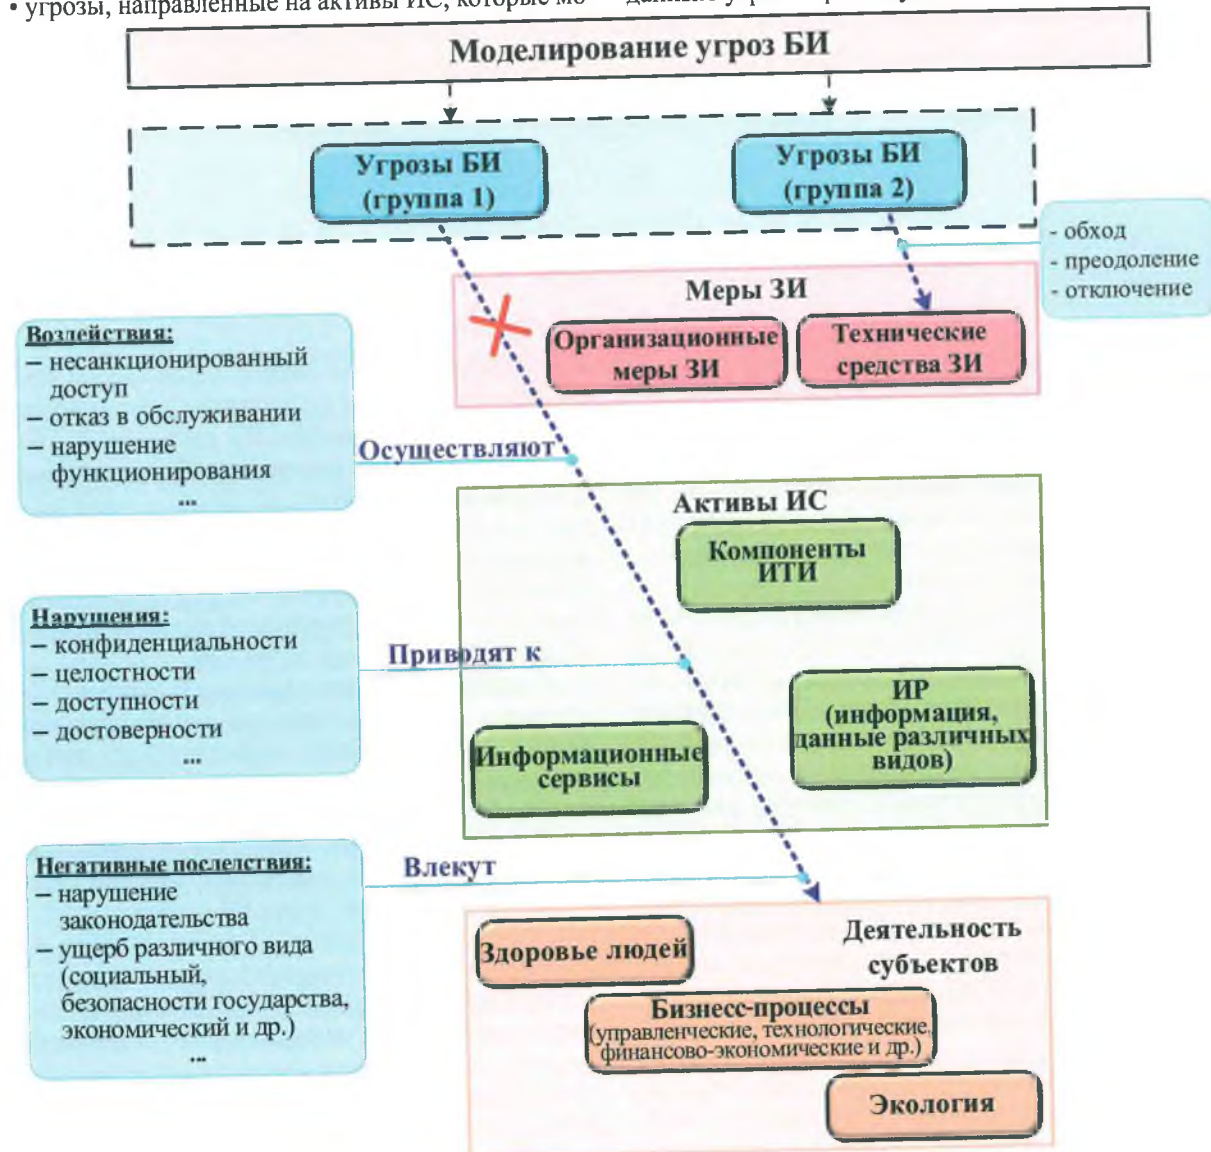 • угрозы, направленные на активы ИС, которые
Моделирование угроз БИ
Угрозы БИ
(группа 1)
Угрозы БИ
(группа 2)
- обход
- преодоление
- отключение
Меры ЗИ
Организационные
меры ЗИ
Технические
средства ЗИ
Воздействия:
– несанкционированный
доступ
– отказ в обслуживании
– нарушение
функционирования
...
Осуществляют
Активы ИС
Компоненты
ИТИ
Нарушения:
– конфиденциальности
– целостности
– доступности
– достоверности
...
Приводят к
ИР
(информация,
данные различных
видов)
Информационные
сервисы
Негативные последствия:
– нарушение
законодательства
– ущерб различного вида
(социальный,
безопасности государства,
экономический и др.)
...
Влекут
Здоровье людей
Деятельность
субъектов
Бизнесс-процессы
(управленческие, технологические,
финансово-экономические и др.)
Экология